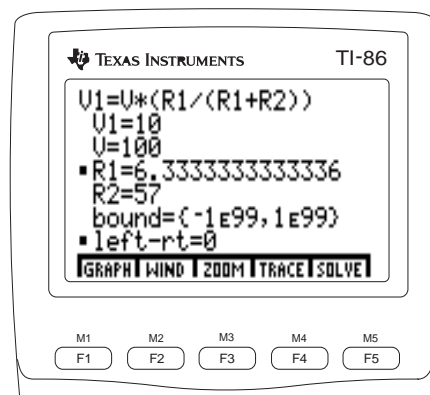 TEXAS INSTRUMENTS TI-86
V1=V*(R1/(R1+R2))
V1=10
V=100
▪R1=6.3333333333336
R2=57
bound={-1E99,1E99}
▪left-rt=0
GRAPH WIND ZOOM TRACE SOLVE
M1 M2 M3 M4 M5
F1 F2 F3 F4 F5